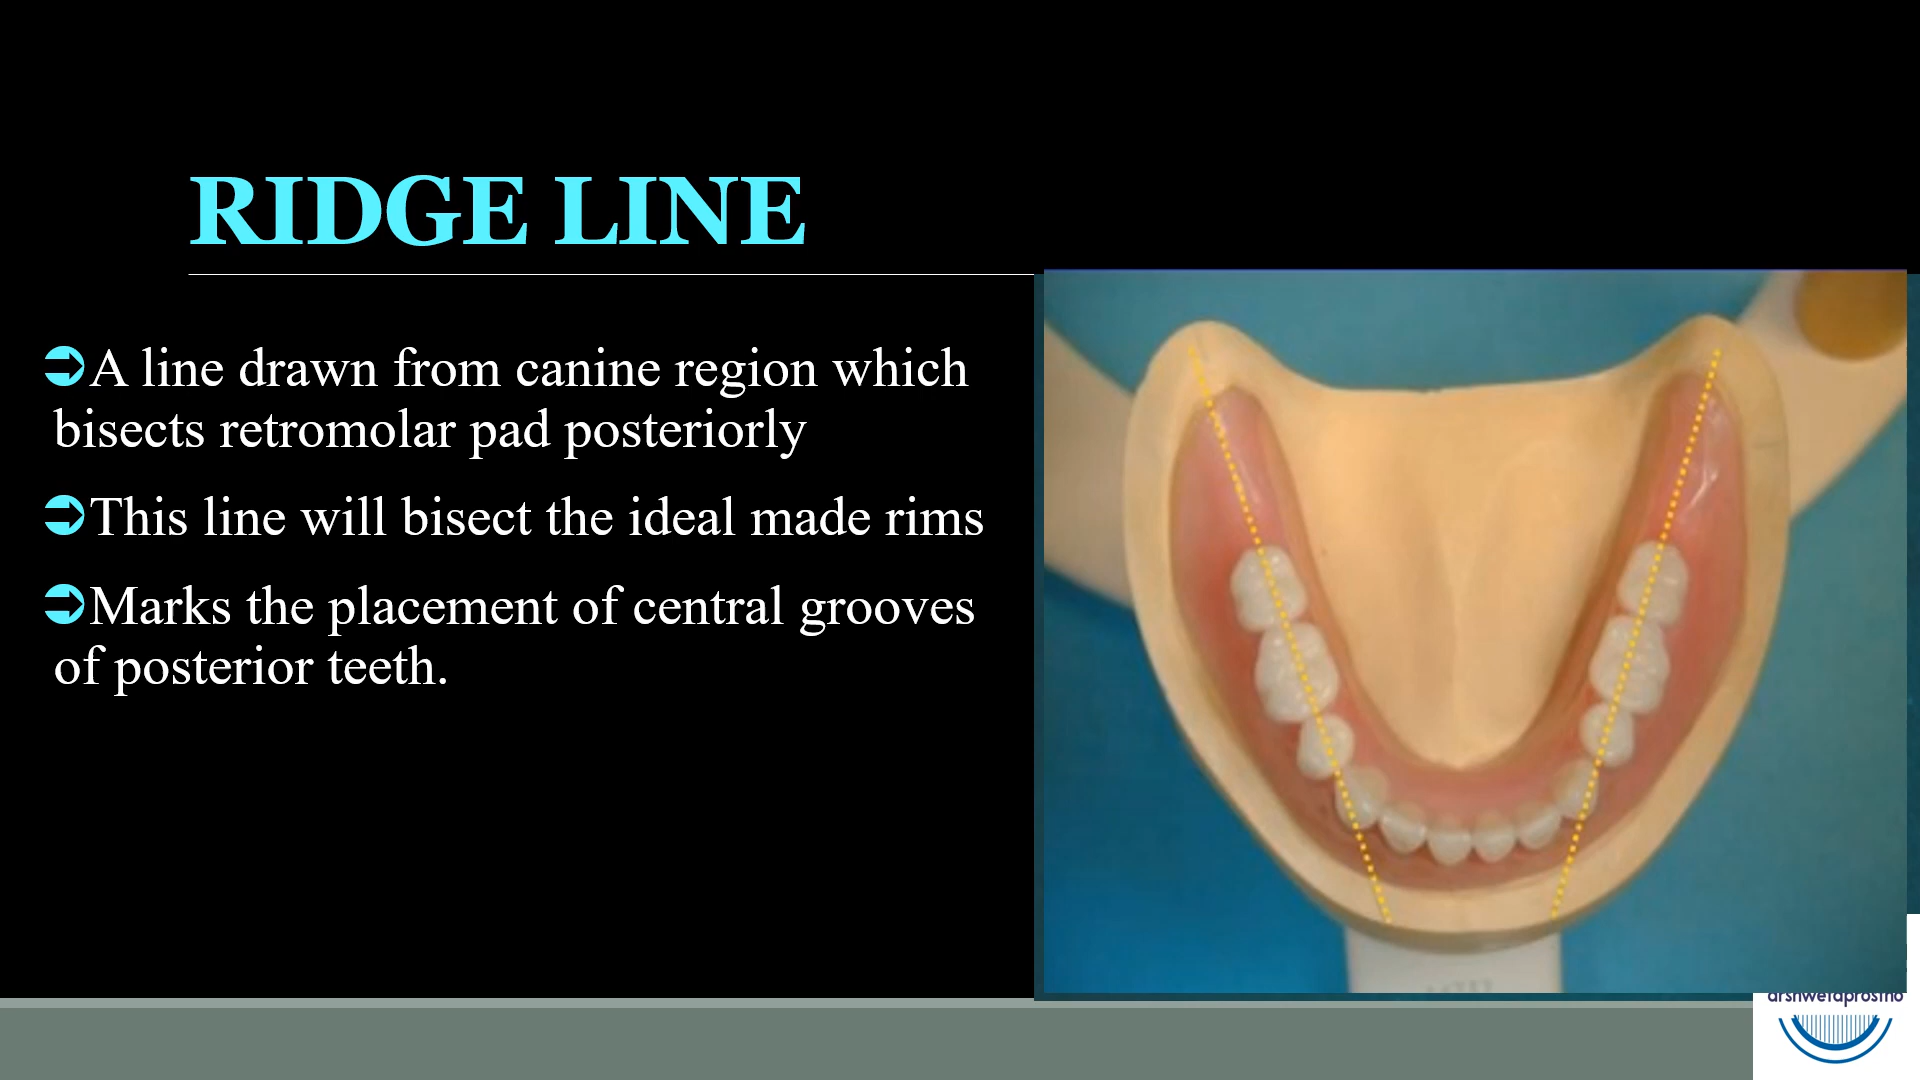 RIDGE LINE
➲A line drawn from canine region which
bisects retromolar pad posteriorly
➲This line will bisect the ideal made rims
➲Marks the placement of central grooves
of posterior teeth.
drshwetaprostho